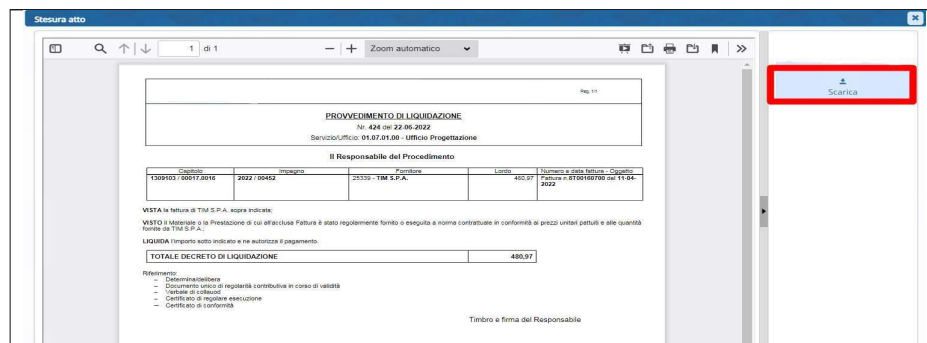 Stesura atto
1 di 1
Zoom automatico
Scarica
Pag. 1/1
PROVVEDIMENTO DI LIQUIDAZIONE
Nr. 424 del 22-06-2022
Servizio/Ufficio: 01.07.01.00 - Ufficio Progettazione
Il Responsabile del Procedimento
Capitolo Impegno Fornitore Lordo Numero e data fattura - Oggetto
1309103 / 00017.0016 2022 / 00452 25339 - TIM S.P.A. 480,97 Fattura n.8T00160700 del 11-04-
2022
VISTA la fattura di TIM S.P.A. sopra indicata;
VISTO il Materiale o la Prestazione di cui all'acclusa Fattura è stato regolarmente fornito o eseguita a norma contrattuale in conformità ai prezzi unitari pattuiti e alle quantità
fornite da TIM S.P.A.;
LIQUIDA l'importo sotto indicato e ne autorizza il pagamento.
TOTALE DECRETO DI LIQUIDAZIONE 480,97
Riferimento:
– Determina/delibera
– Documento unico di regolarità contributiva in corso di validità
– Verbale di collauod
– Certificato di regolare esecuzione
– Certificato di conformità
Timbro e firma del Responsabile